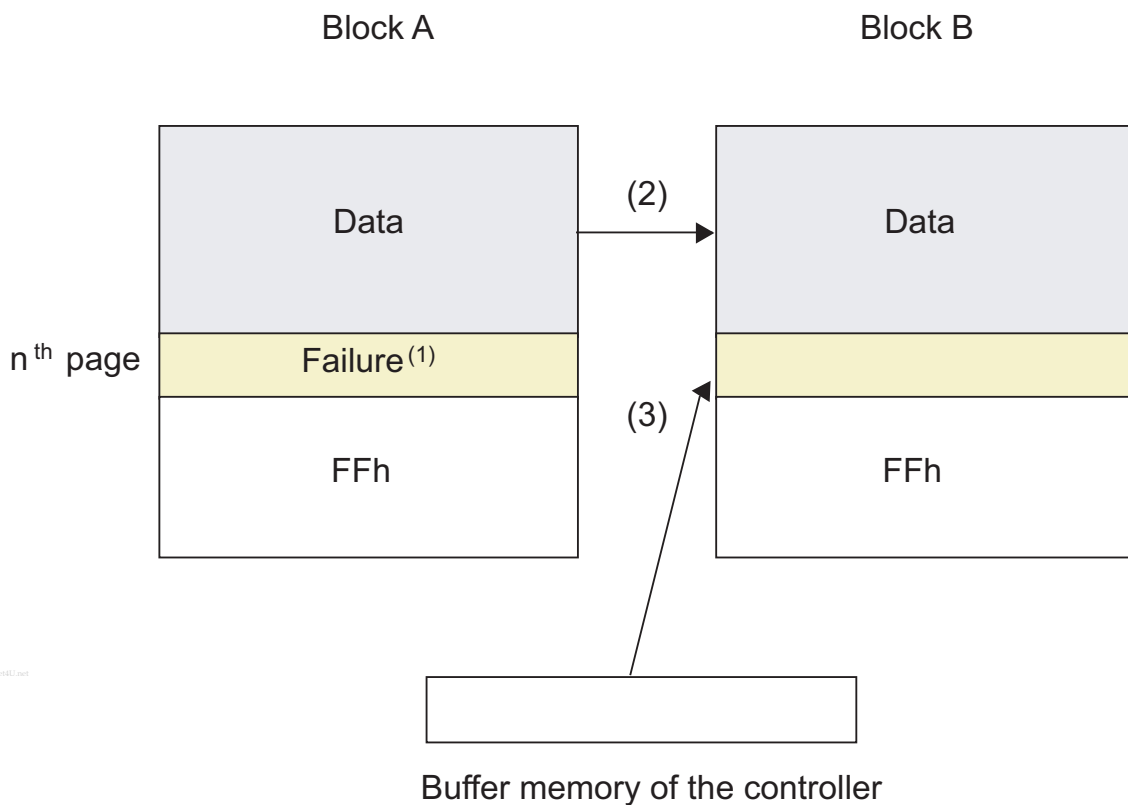 Block A
Block B
Data
(2)
Data
n th page
Failure (1)
(3)
FFh
FFh
Buffer memory of the controller